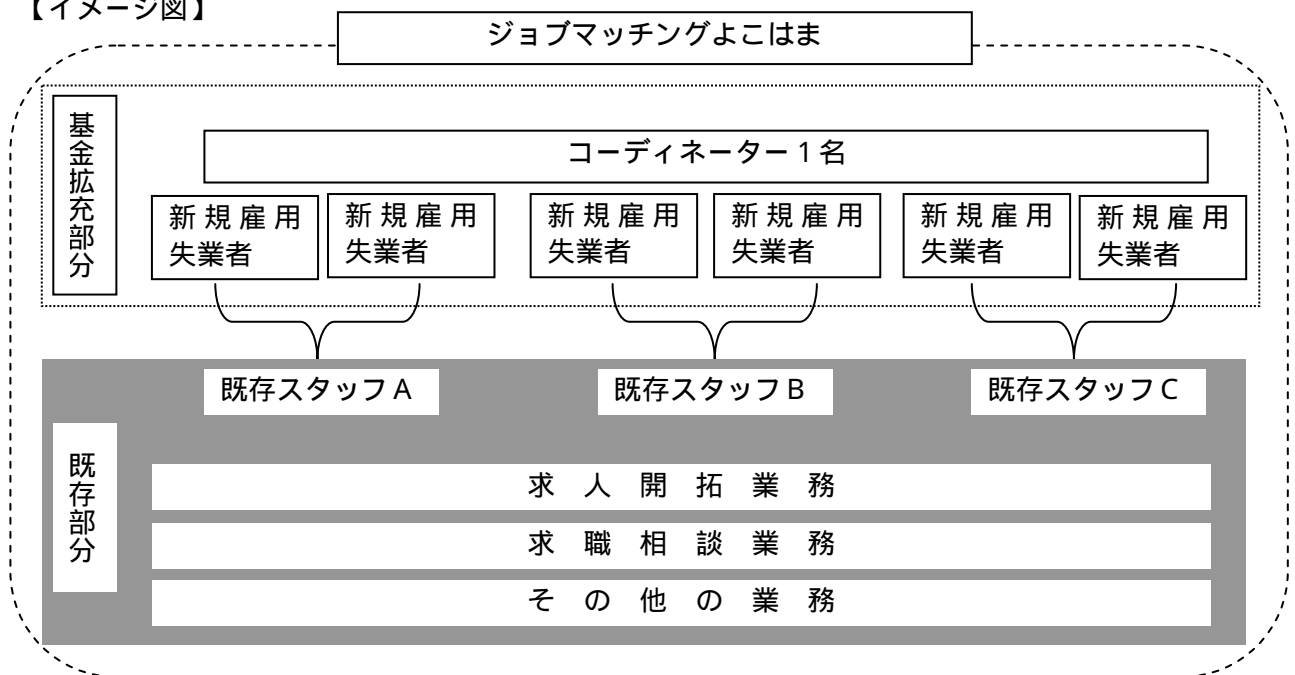 【イメージ図】
ジョブマッチングよこはま
基金拡充部分
コーディネーター１名
新規雇用
失業者
新規雇用
失業者
新規雇用
失業者
新規雇用
失業者
新規雇用
失業者
新規雇用
失業者
既存スタッフA
既存スタッフB
既存スタッフC
既存部分
求人開拓業務
求職相談業務
その他の業務